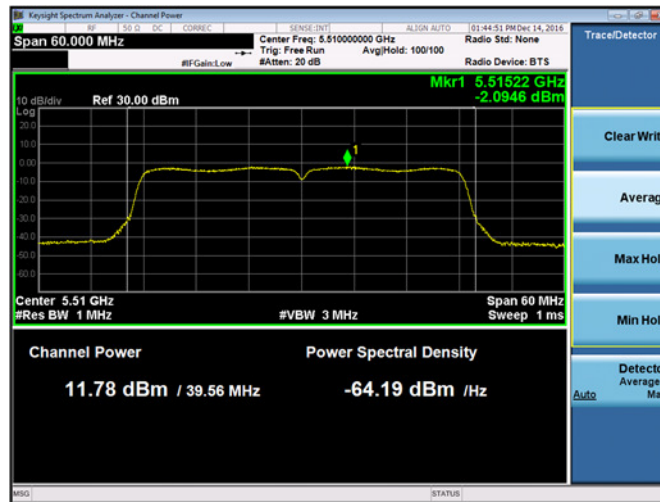 Keysight Spectrum Analyzer - Channel Power
RF 50 Ω DC CORREC SENSE:INT ALIGN AUTO 01:44:51 PM Dec 14, 2016
Span 60.000 MHz Center Freq: 5.510000000 GHz Radio Std: None
Trig: Free Run Avg|Hold: 100/100
#IFGain:Low #Atten: 20 dB Radio Device: BTS
Trace/Detector
Mkr1 5.51522 GHz
10 dB/div Ref 30.00 dBm -2.0946 dBm
Log
20.0
10.0
0.00
-10.0
-20.0
-30.0
-40.0
-50.0
-60.0
1
Center 5.51 GHz Span 60 MHz
#Res BW 1 MHz #VBW 3 MHz Sweep 1 ms
Channel Power Power Spectral Density
11.78 dBm / 39.56 MHz -64.19 dBm /Hz
Clear Writ
Averag
Max Hol
Min Hol
Detecto
Average
Auto Ma
MSG STATUS